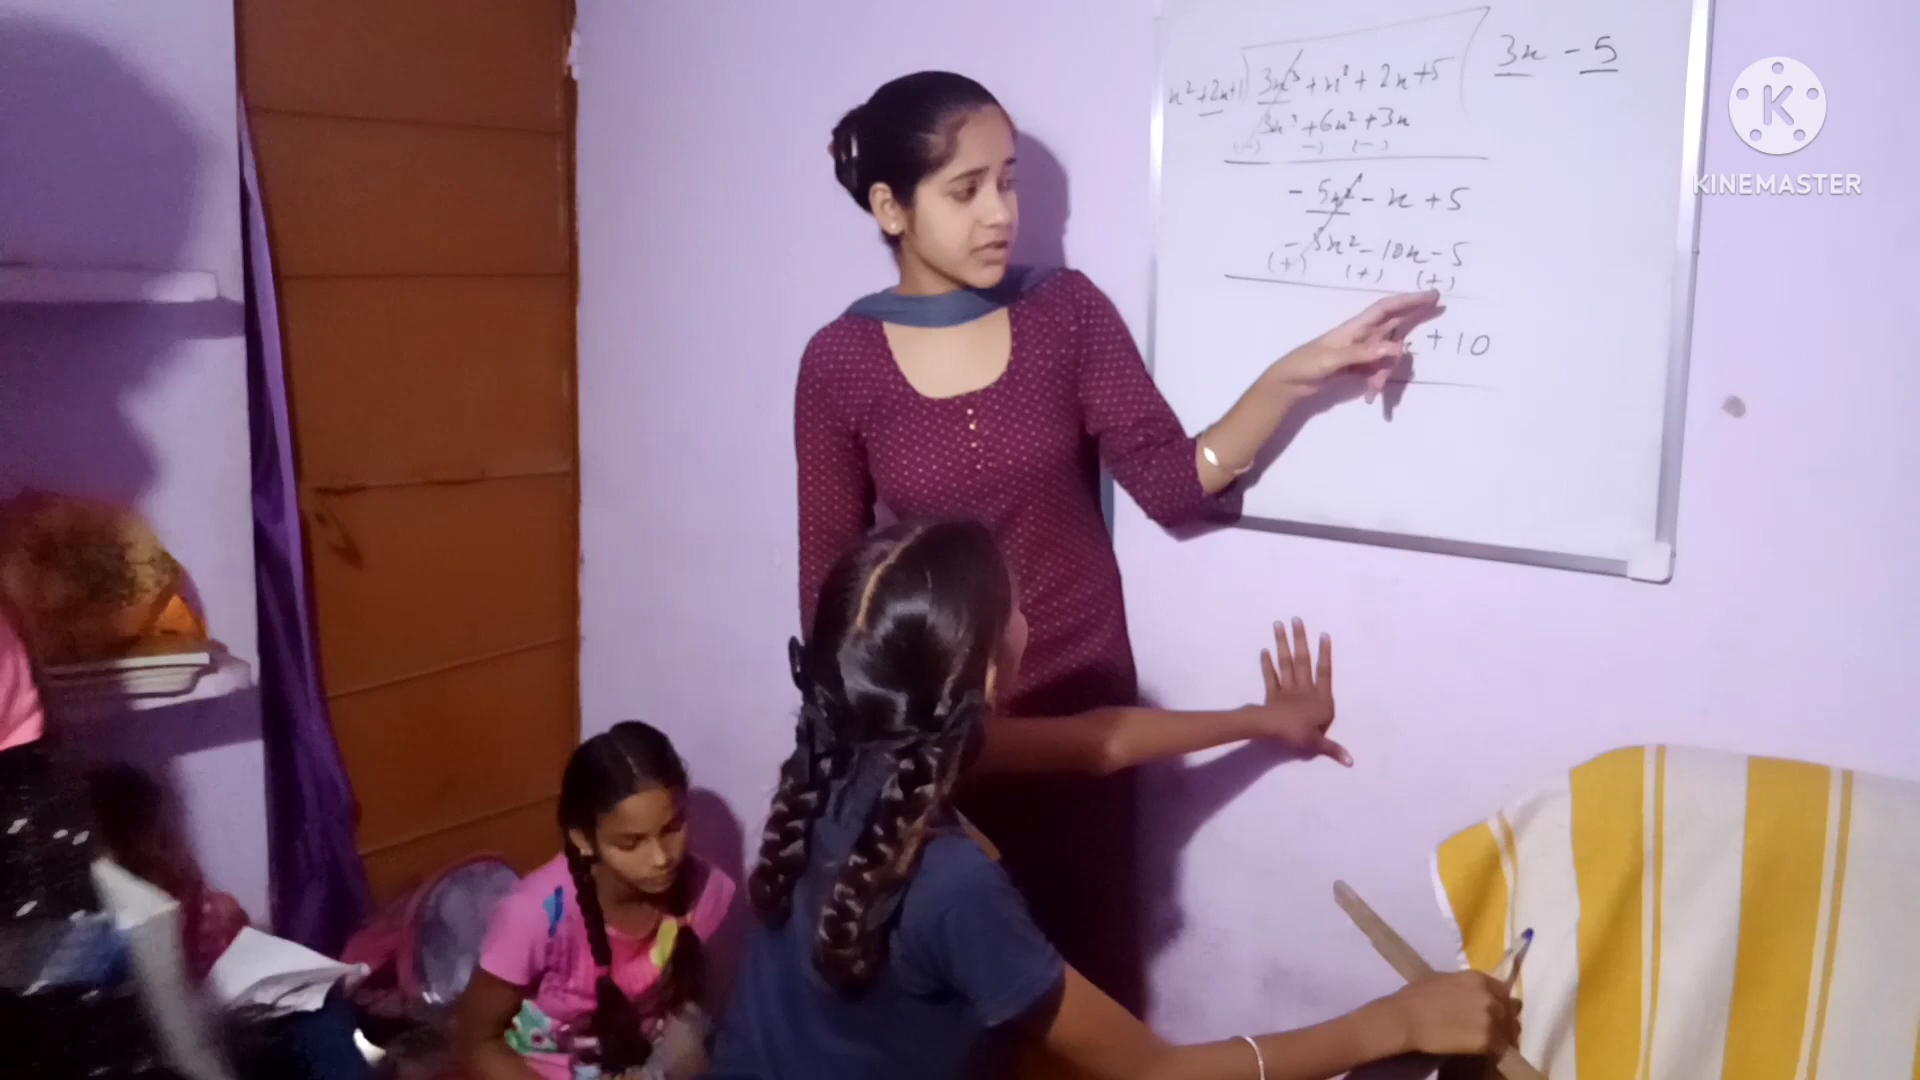 x² + 2x + 1 ) 3x³ + x² + 2x + 5 ( 3x - 5
3x³ + 6x² + 3x
(-) (-) (-)
- 5x² - x + 5
- 5x² - 10x - 5
(+) (+) (+)
x + 10
K
KINEMASTER